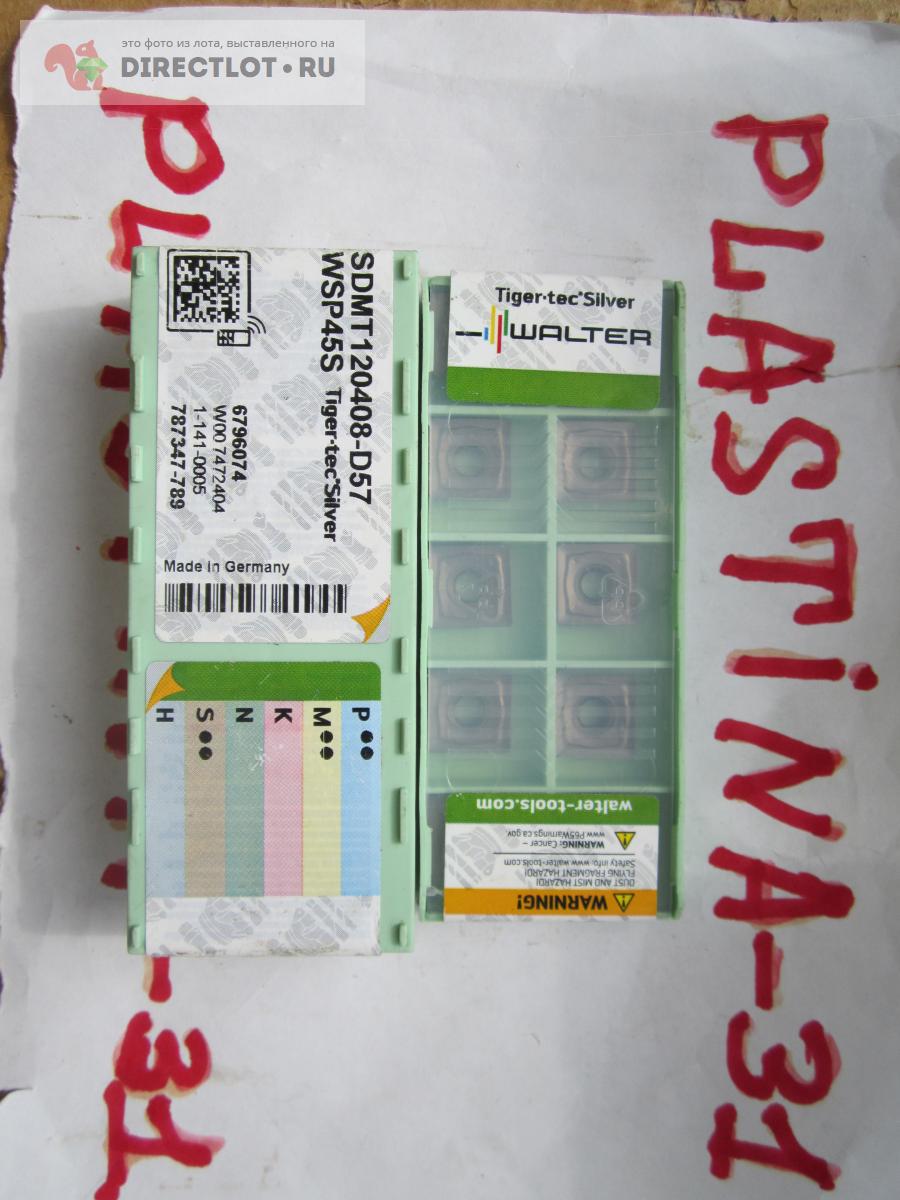 это фото из лота, выставленного на
DIRECTLOT.RU
PLASTiNA-31
SDMT120408-D57
WSP45S Tiger·tec®Silver
6796074
W00 7472404
1-141-0005
787347-789
Made in Germany
P
M
K
N
S
H
Tiger·tec®Silver
WALTER
walter-tools.com
WARNING: Cancer –
www.P65Warnings.ca.gov
WARNING!
DUST AND MIST HAZARD!
FLYING FRAGMENT HAZARD!
Safety info: www.walter-tools.com
-31